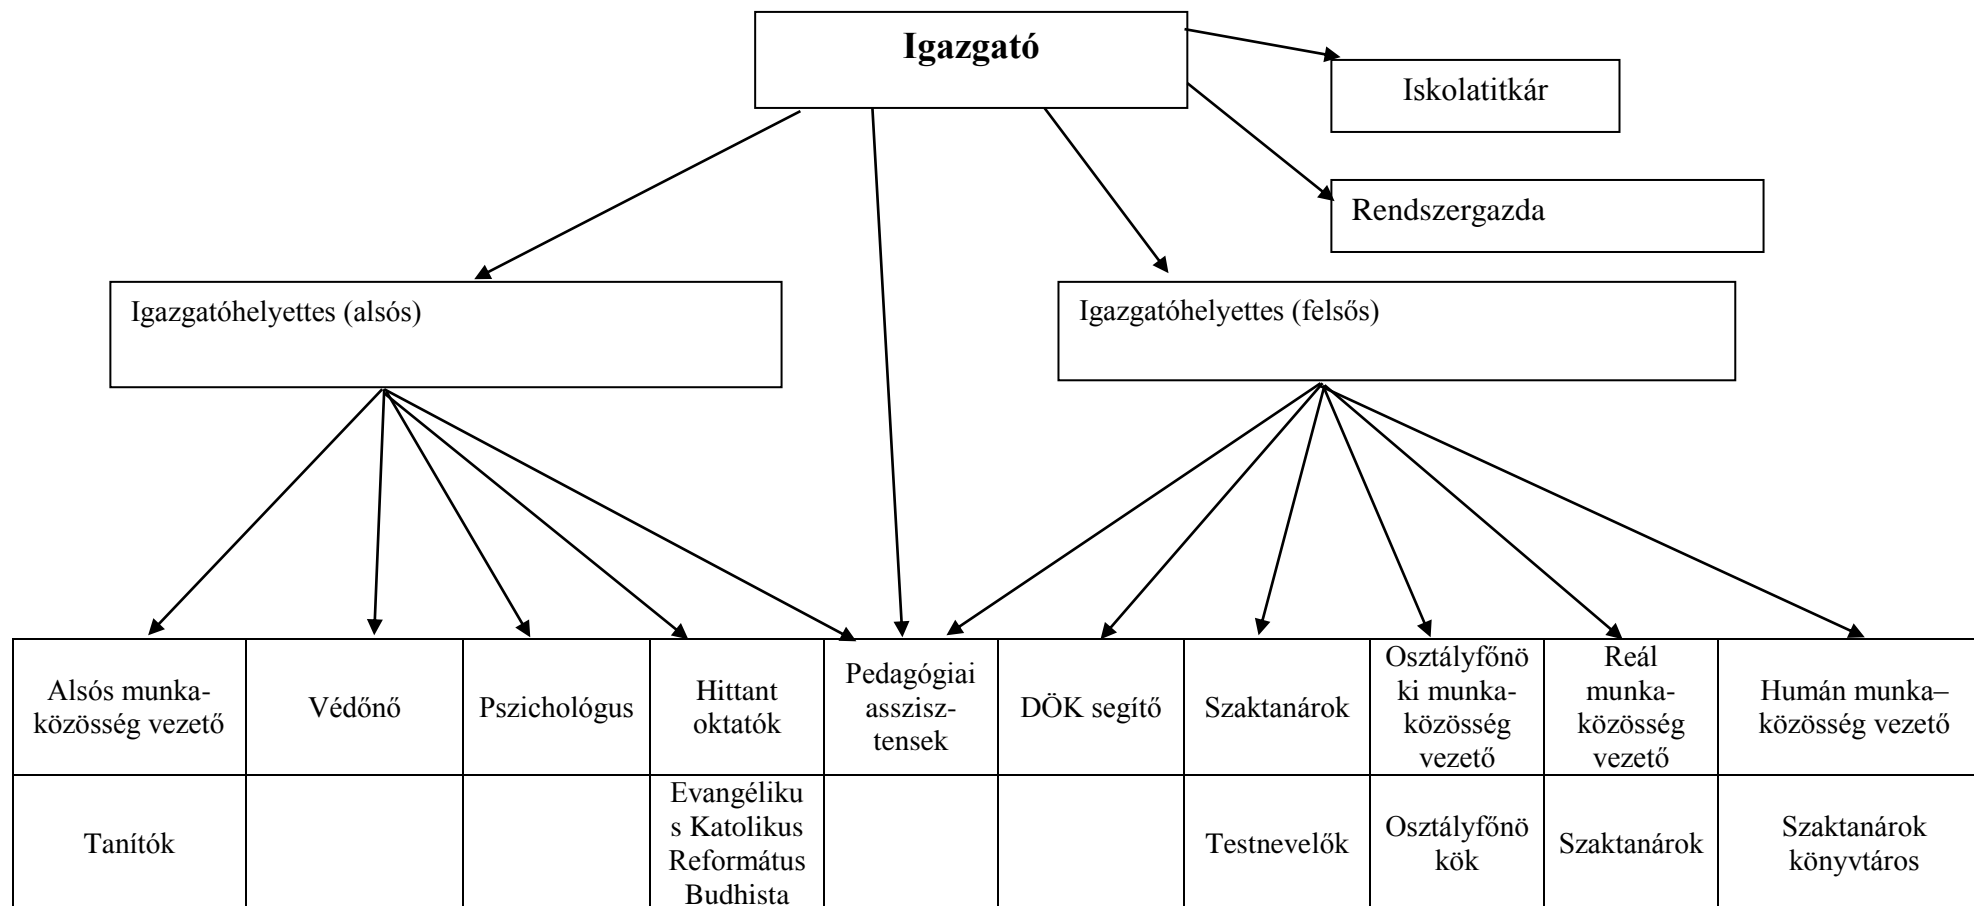 Igazgató
Iskolatitkár
Rendszergazda
Igazgatóhelyettes (alsós)
Igazgatóhelyettes (felsős)
Alsós munka-
közösség vezető
Védőnő
Pszichológus
Hittant
oktatók
Pedagógiai
asszisz-
tensek
DÖK segítő
Szaktanárok
Osztályfőnö
ki munka-
közösség
vezető
Reál
munka-
közösség
vezető
Humán munka–
közösség vezető
Tanítók
Evangéliku
s Katolikus
Református
Budhista
Testnevelők
Osztályfőnö
kök
Szaktanárok
Szaktanárok
könyvtáros